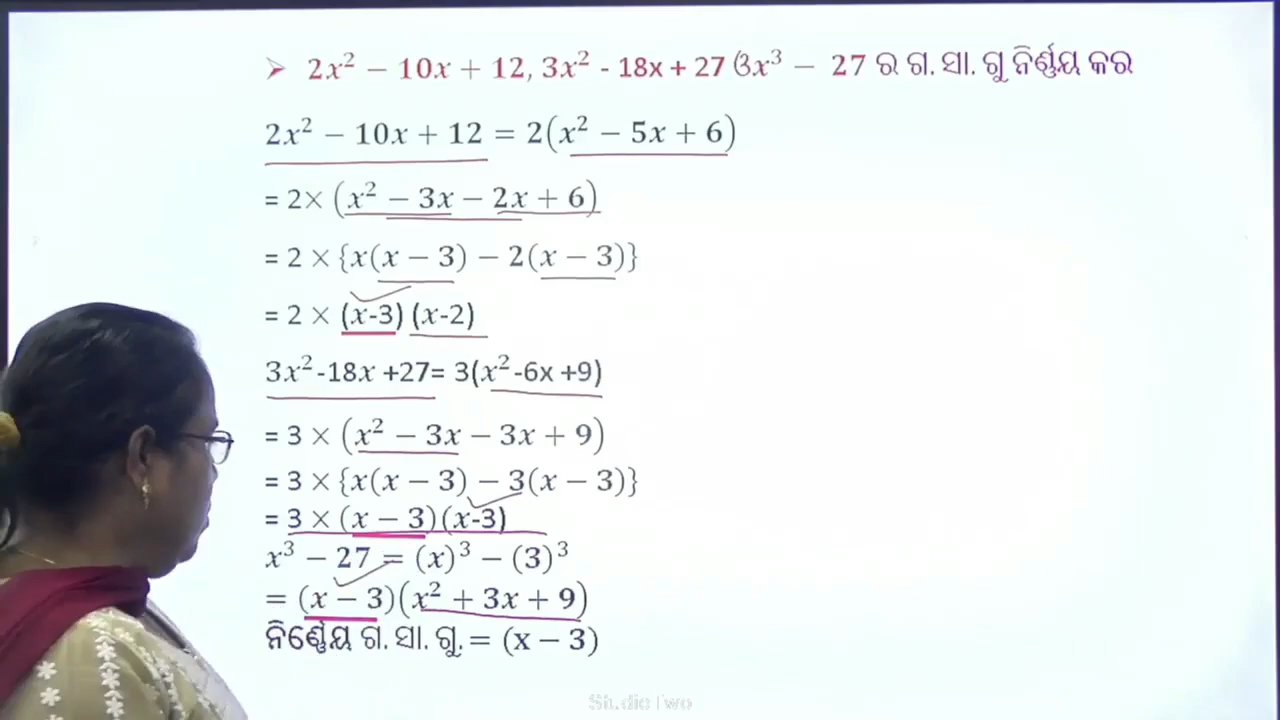 ➢ 2x² − 10x + 12, 3x² - 18x + 27 ଓ x³ − 27 ର ଗ. ସା. ଗୁ ନିର୍ଣ୍ଣୟ କର
2x² − 10x + 12 = 2(x² − 5x + 6)
= 2× (x² − 3x − 2x + 6)
= 2 × {x(x − 3) − 2(x − 3)}
= 2 × (x-3) (x-2)
3x²-18x +27= 3(x²-6x +9)
= 3 × (x² − 3x − 3x + 9)
= 3 × {x(x − 3) − 3(x − 3)}
= 3 × (x − 3)(x-3)
x³ − 27 = (x)³ − (3)³
= (x − 3)(x² + 3x + 9)
ନିର୍ଣ୍ଣେୟ ଗ. ସା. ଗୁ. = (x − 3)
Studio Two